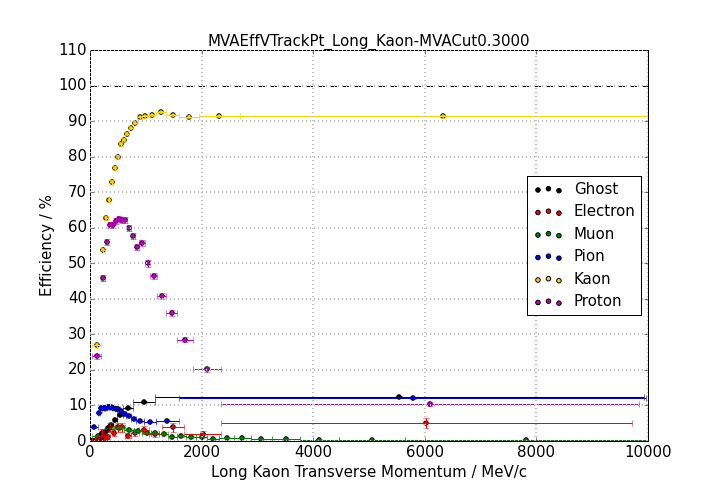 MVAEffVTrackPt_Long_Kaon-MVACut0.3000
110
100
90
80
70
60
50
40
30
20
10
0
Efficiency / %
Ghost
Electron
Muon
Pion
Kaon
Proton
0 2000 4000 6000 8000 10000
Long Kaon Transverse Momentum / MeV/c